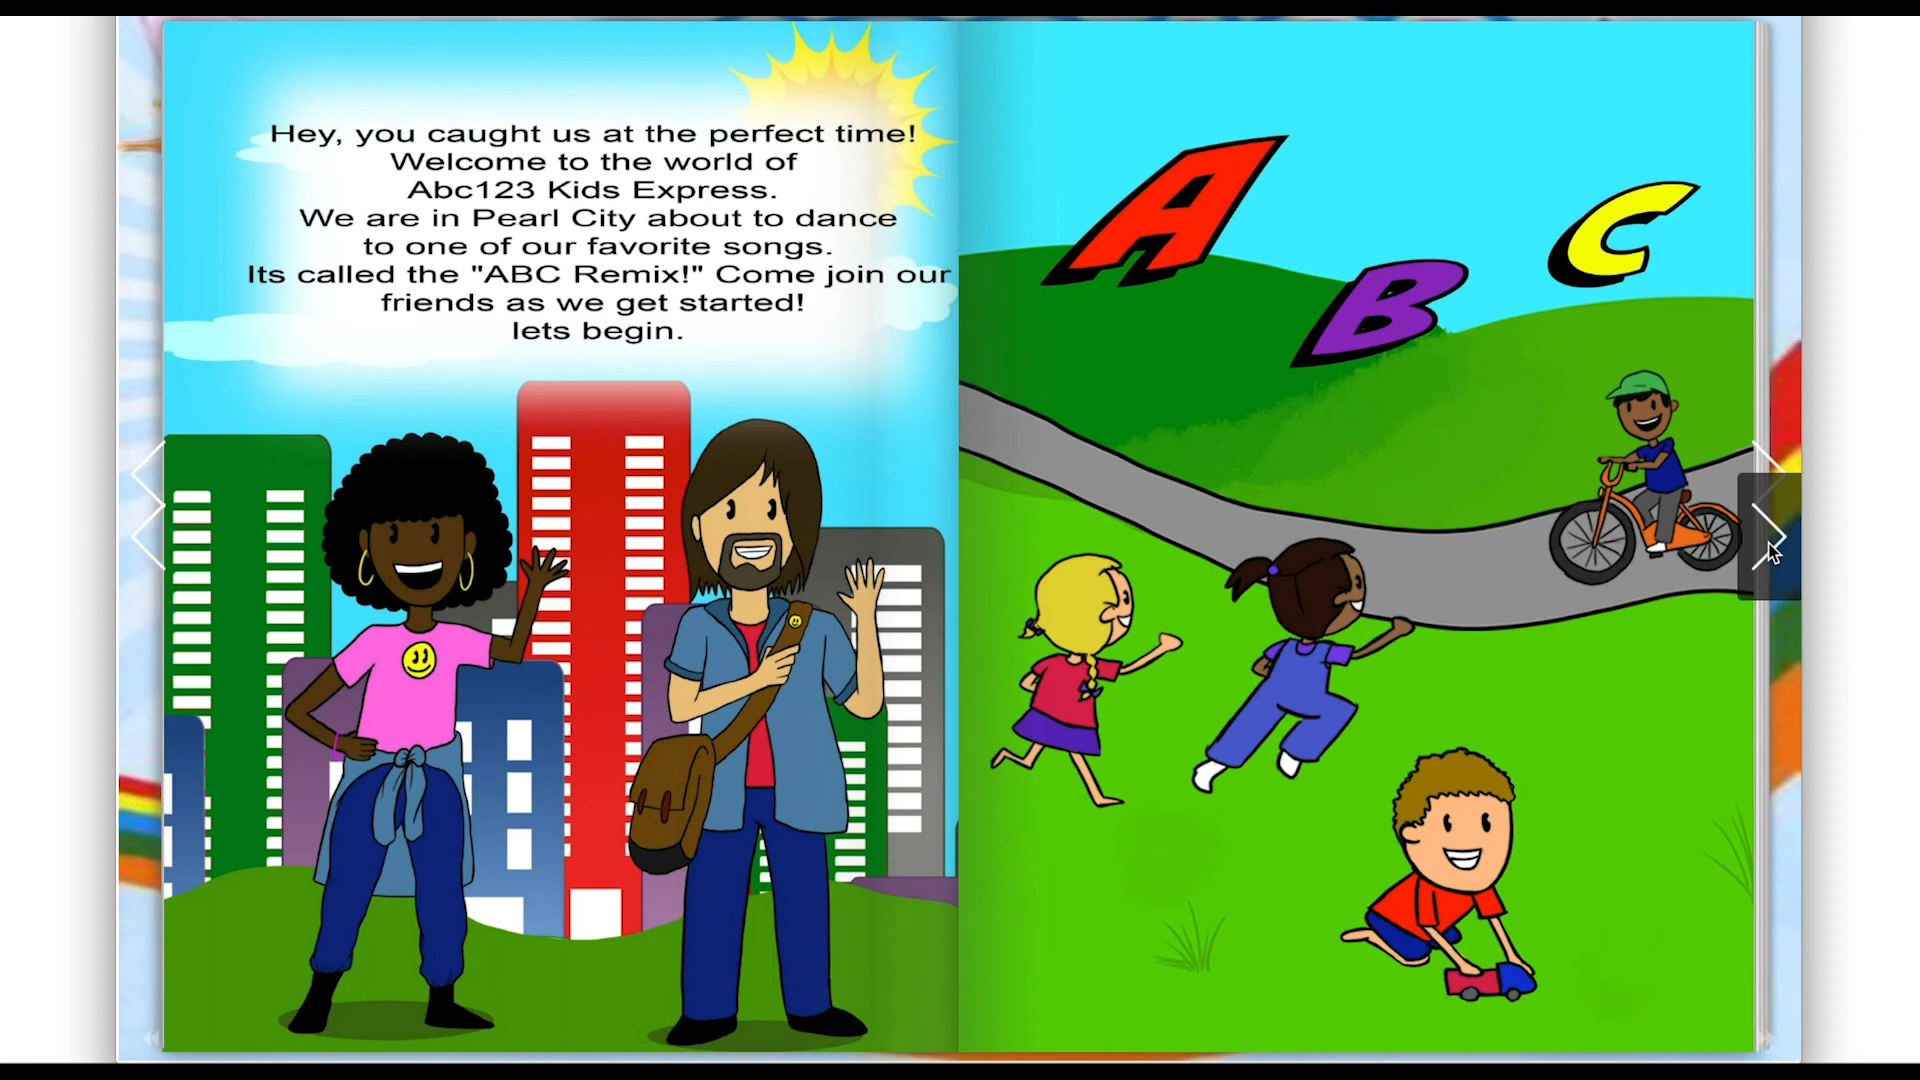 Hey, you caught us at the perfect time!
Welcome to the world of
Abc123 Kids Express.
We are in Pearl City about to dance
to one of our favorite songs.
Its called the "ABC Remix!" Come join our
friends as we get started!
lets begin.
A
B
C